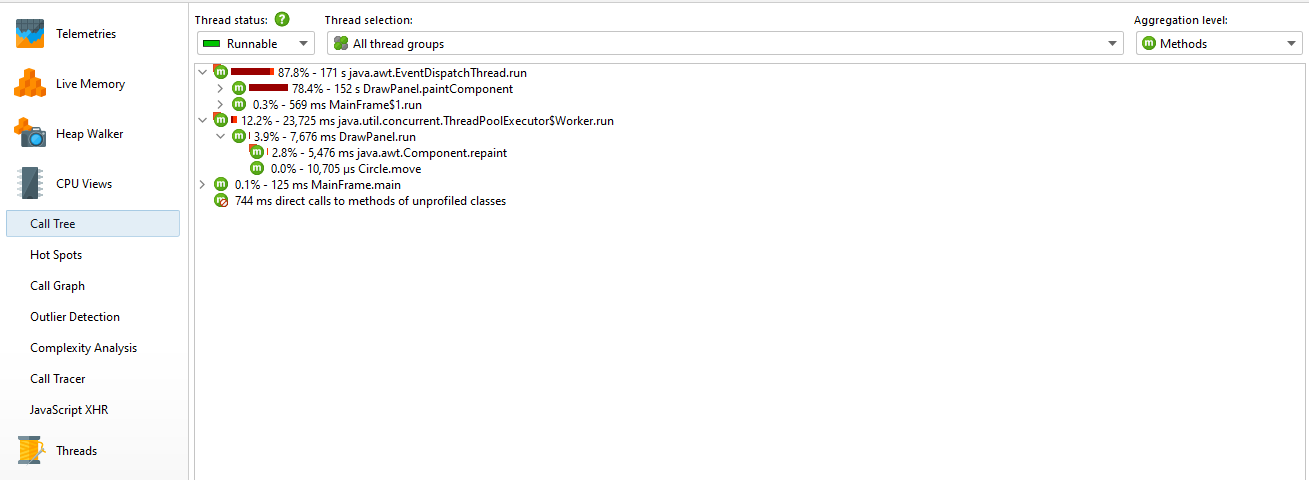 Telemetries
Live Memory
Heap Walker
CPU Views
Call Tree
Hot Spots
Call Graph
Outlier Detection
Complexity Analysis
Call Tracer
JavaScript XHR
Threads
Thread status: ?
Thread selection:
Aggregation level:
Runnable
All thread groups
m Methods
m 87.8% - 171 s java.awt.EventDispatchThread.run
m 78.4% - 152 s DrawPanel.paintComponent
m 0.3% - 569 ms MainFrame$1.run
m 12.2% - 23,725 ms java.util.concurrent.ThreadPoolExecutor$Worker.run
m 3.9% - 7,676 ms DrawPanel.run
m 2.8% - 5,476 ms java.awt.Component.repaint
m 0.0% - 10,705 µs Circle.move
m 0.1% - 125 ms MainFrame.main
m 744 ms direct calls to methods of unprofiled classes